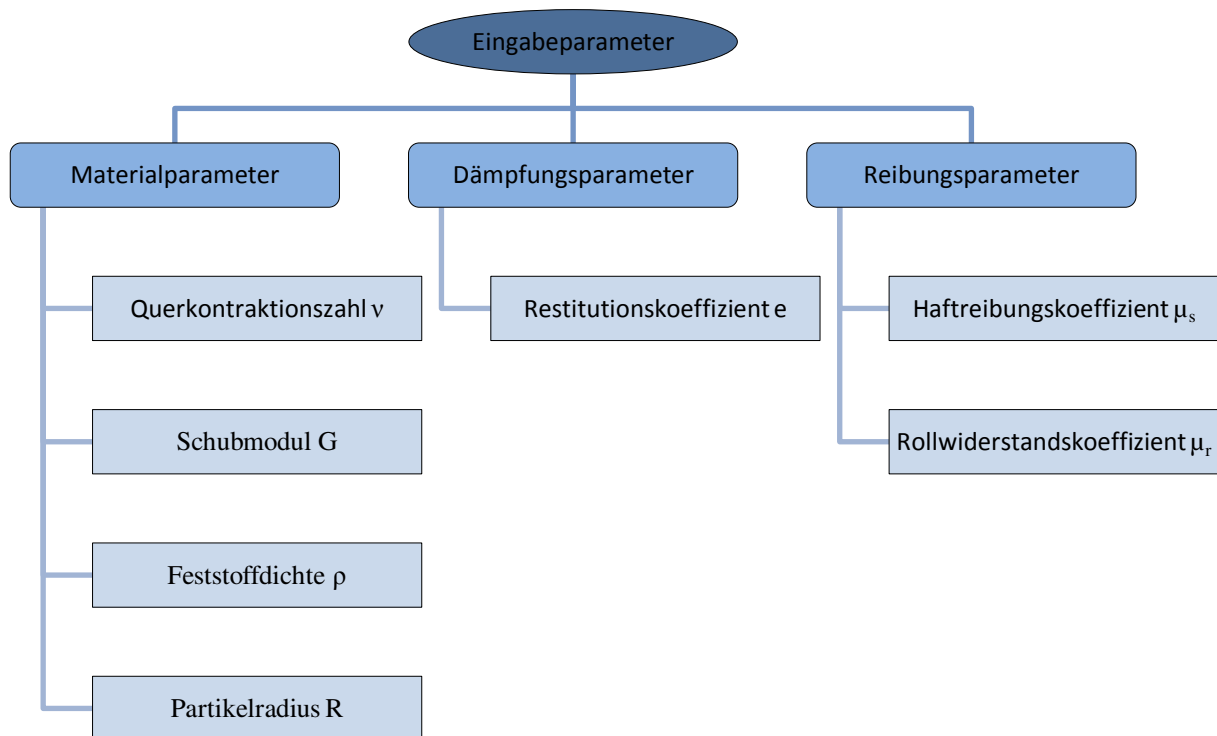 Eingabeparameter
Materialparameter
Dämpfungsparameter
Reibungsparameter
Querkontraktionszahl ν
Schubmodul G
Feststoffdichte ρ
Partikelradius R
Restitutionskoeffizient e
Haftreibungskoeffizient μₛ
Rollwiderstandskoeffizient μᵣ